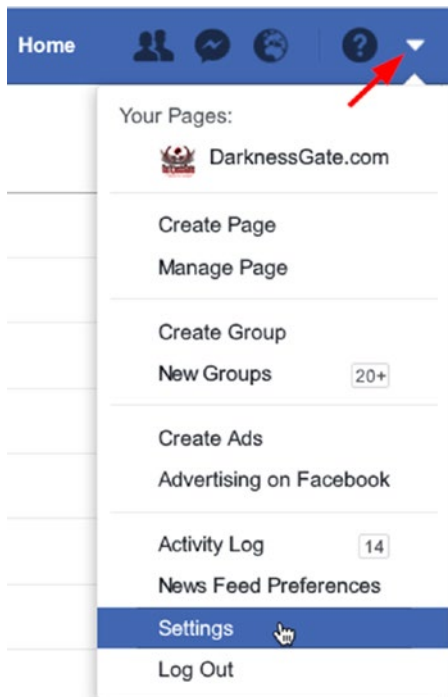 Home
?
Your Pages:
DarknessGate.com
Create Page
Manage Page
Create Group
New Groups 20+
Create Ads
Advertising on Facebook
Activity Log 14
News Feed Preferences
Settings
Log Out